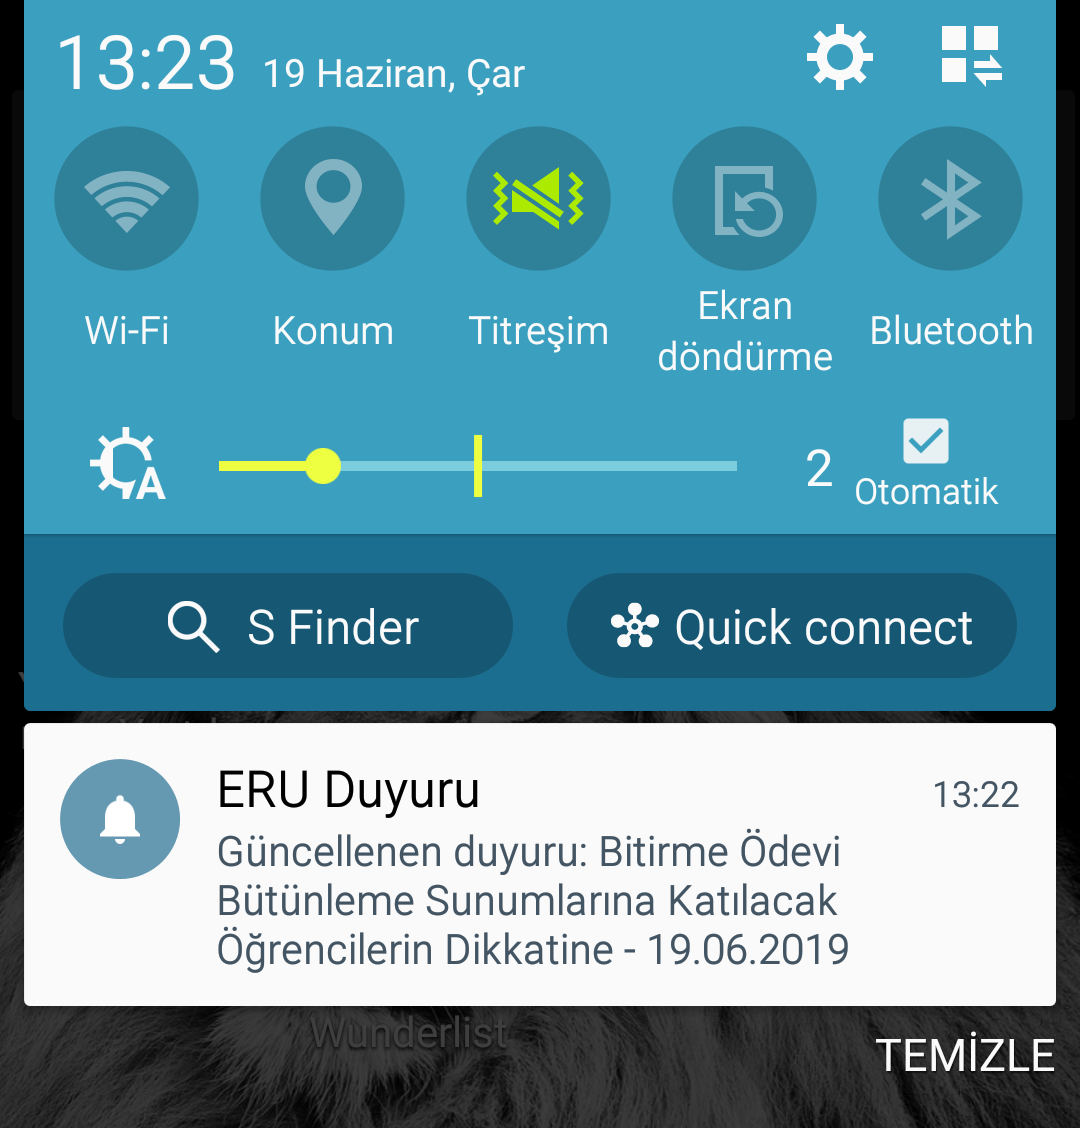 13:23 19 Haziran, Çar
Wi-Fi
Konum
Titreşim
Ekran
döndürme
Bluetooth
A
2
Otomatik
S Finder
Quick connect
ERU Duyuru
13:22
Güncellenen duyuru: Bitirme Ödevi
Bütünleme Sunumlarına Katılacak
Öğrencilerin Dikkatine - 19.06.2019
Wunderlist
TEMİZLE